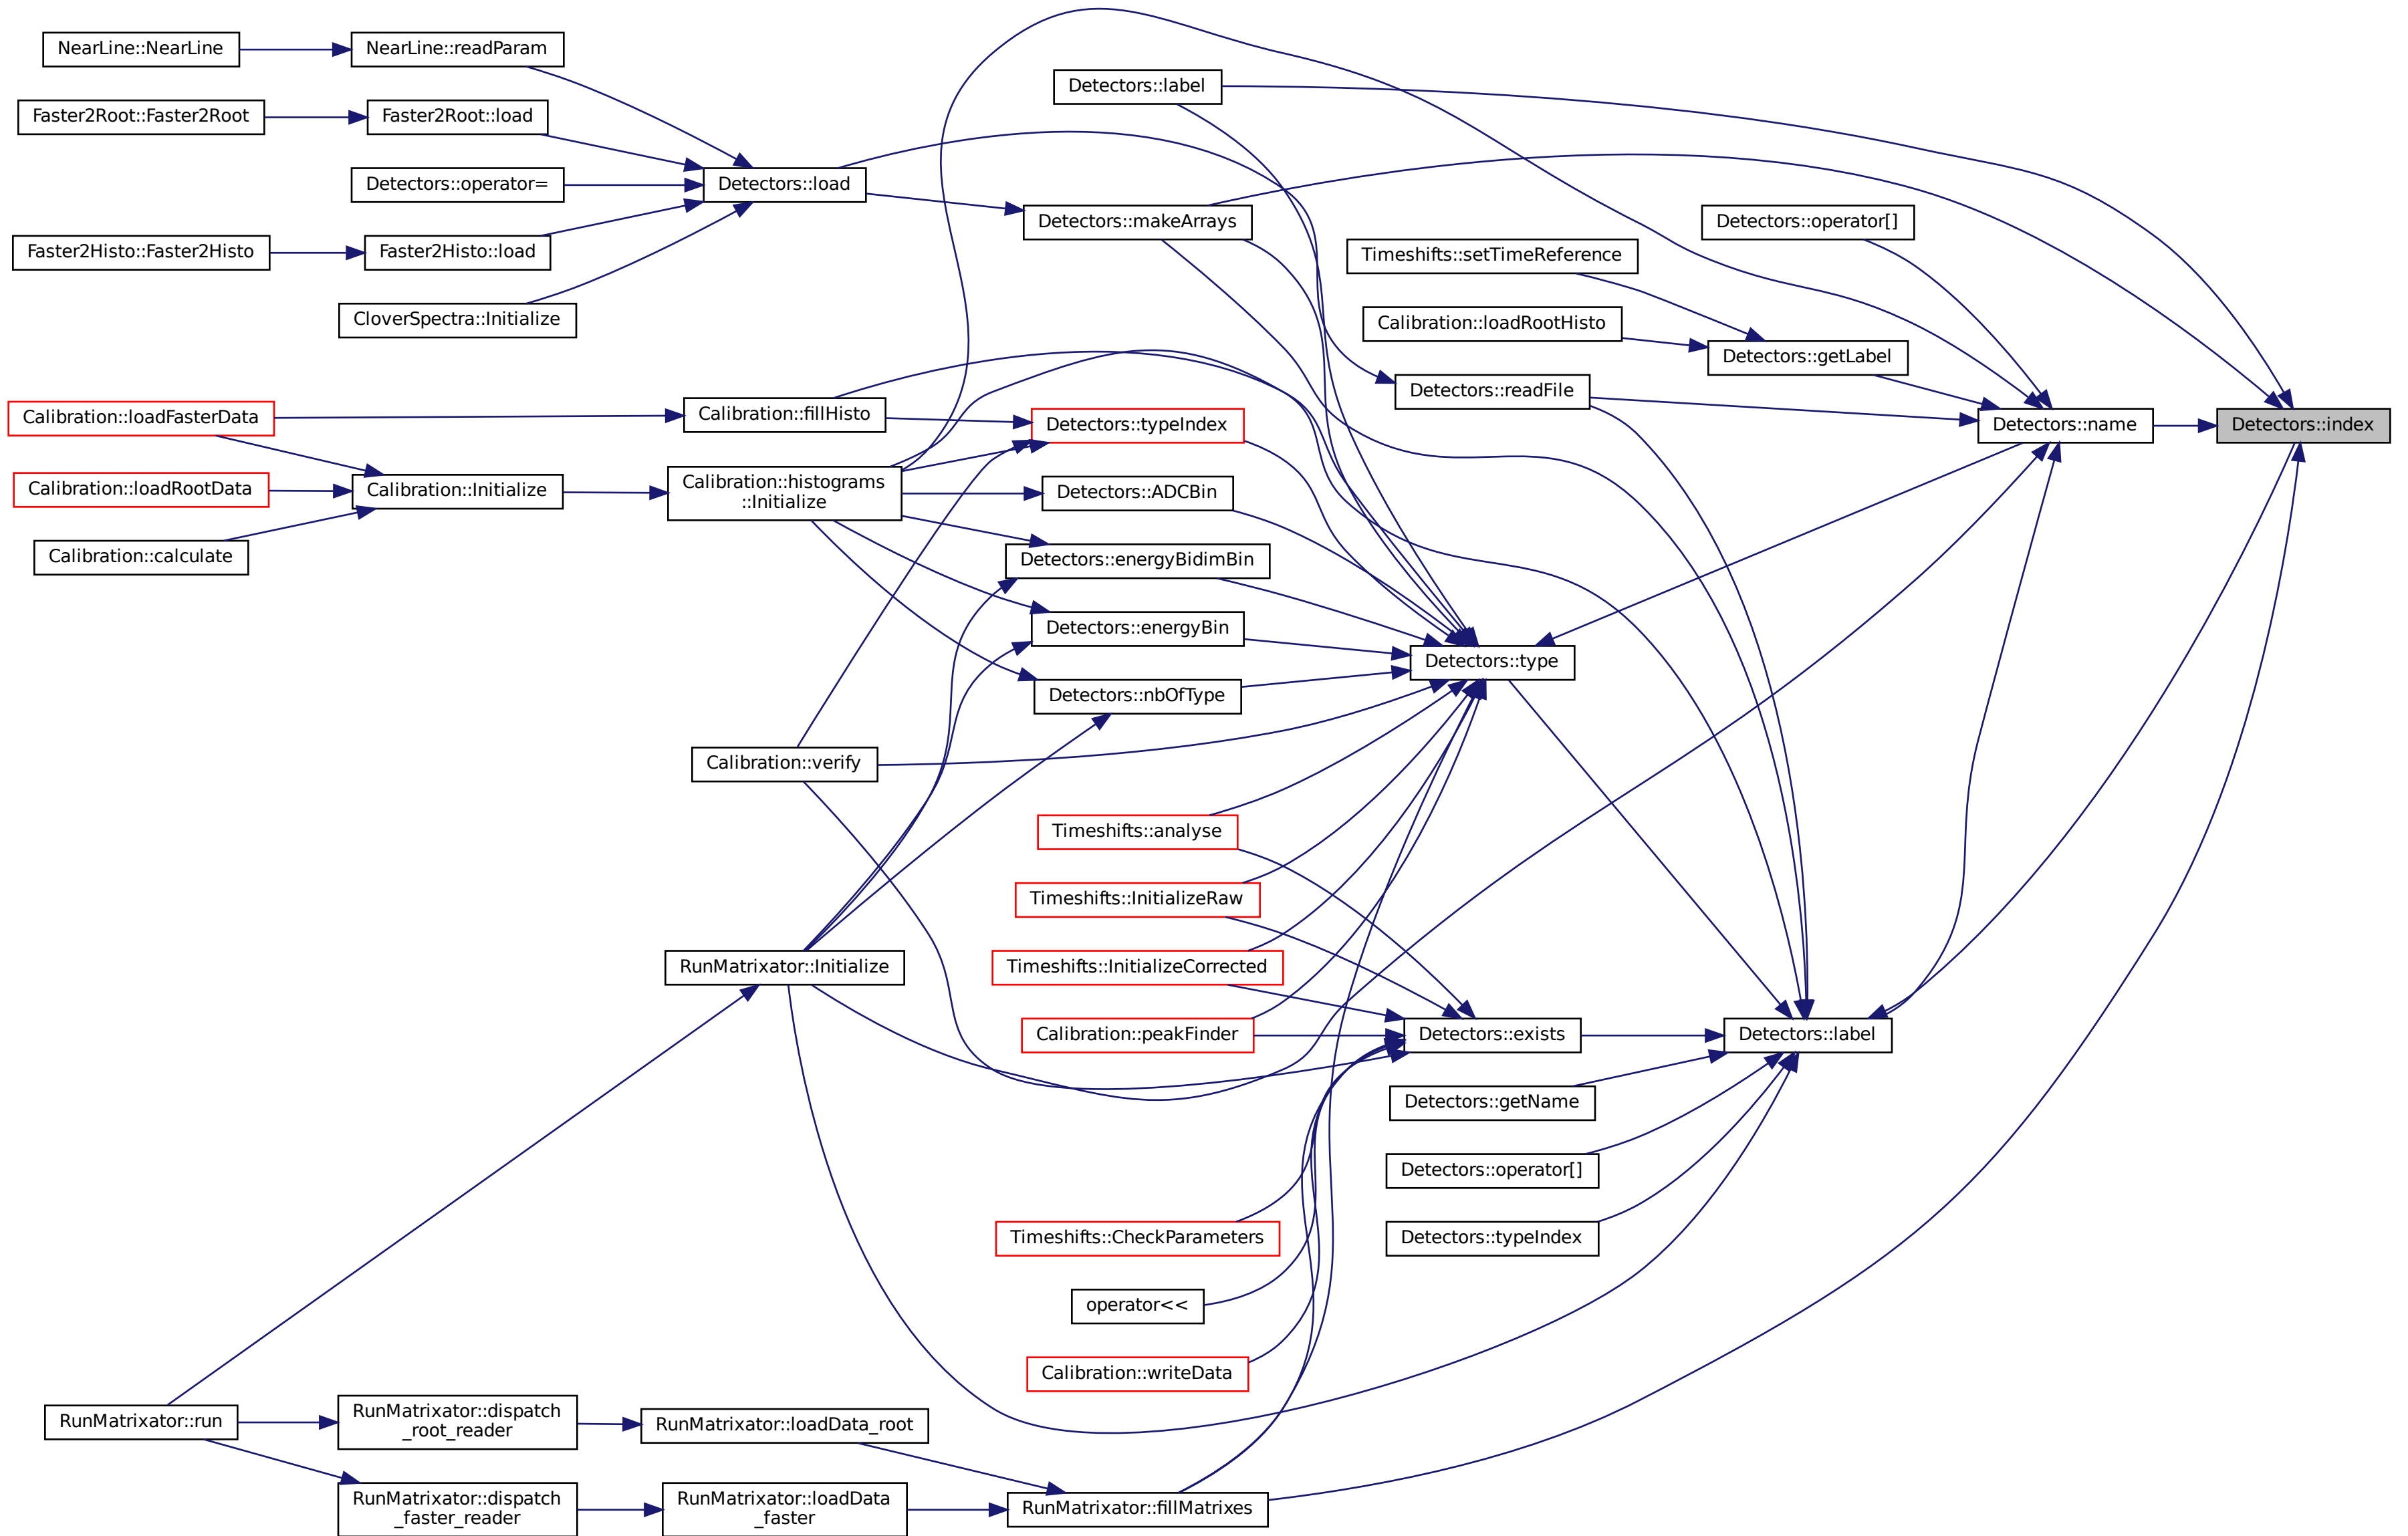 NearLine::NearLine
NearLine::readParam
Faster2Root::Faster2Root
Faster2Root::load
Detectors::operator=
Detectors::load
Faster2Histo::Faster2Histo
Faster2Histo::load
CloverSpectra::Initialize
Detectors::label
Detectors::makeArrays
Detectors::operator[]
Timeshifts::setTimeReference
Calibration::loadRootHisto
Detectors::getLabel
Detectors::readFile
Detectors::name
Detectors::index
Calibration::loadFasterData
Calibration::fillHisto
Detectors::typeIndex
Calibration::loadRootData
Calibration::Initialize
Calibration::histograms
::Initialize
Detectors::ADCBin
Calibration::calculate
Detectors::energyBidimBin
Detectors::energyBin
Detectors::type
Detectors::nbOfType
Calibration::verify
Timeshifts::analyse
Timeshifts::InitializeRaw
RunMatrixator::Initialize
Timeshifts::InitializeCorrected
Calibration::peakFinder
Detectors::exists
Detectors::label
Detectors::getName
Detectors::operator[]
Timeshifts::CheckParameters
Detectors::typeIndex
operator<<
Calibration::writeData
RunMatrixator::run
RunMatrixator::dispatch
_root_reader
RunMatrixator::loadData_root
RunMatrixator::dispatch
_faster_reader
RunMatrixator::loadData
_faster
RunMatrixator::fillMatrixes